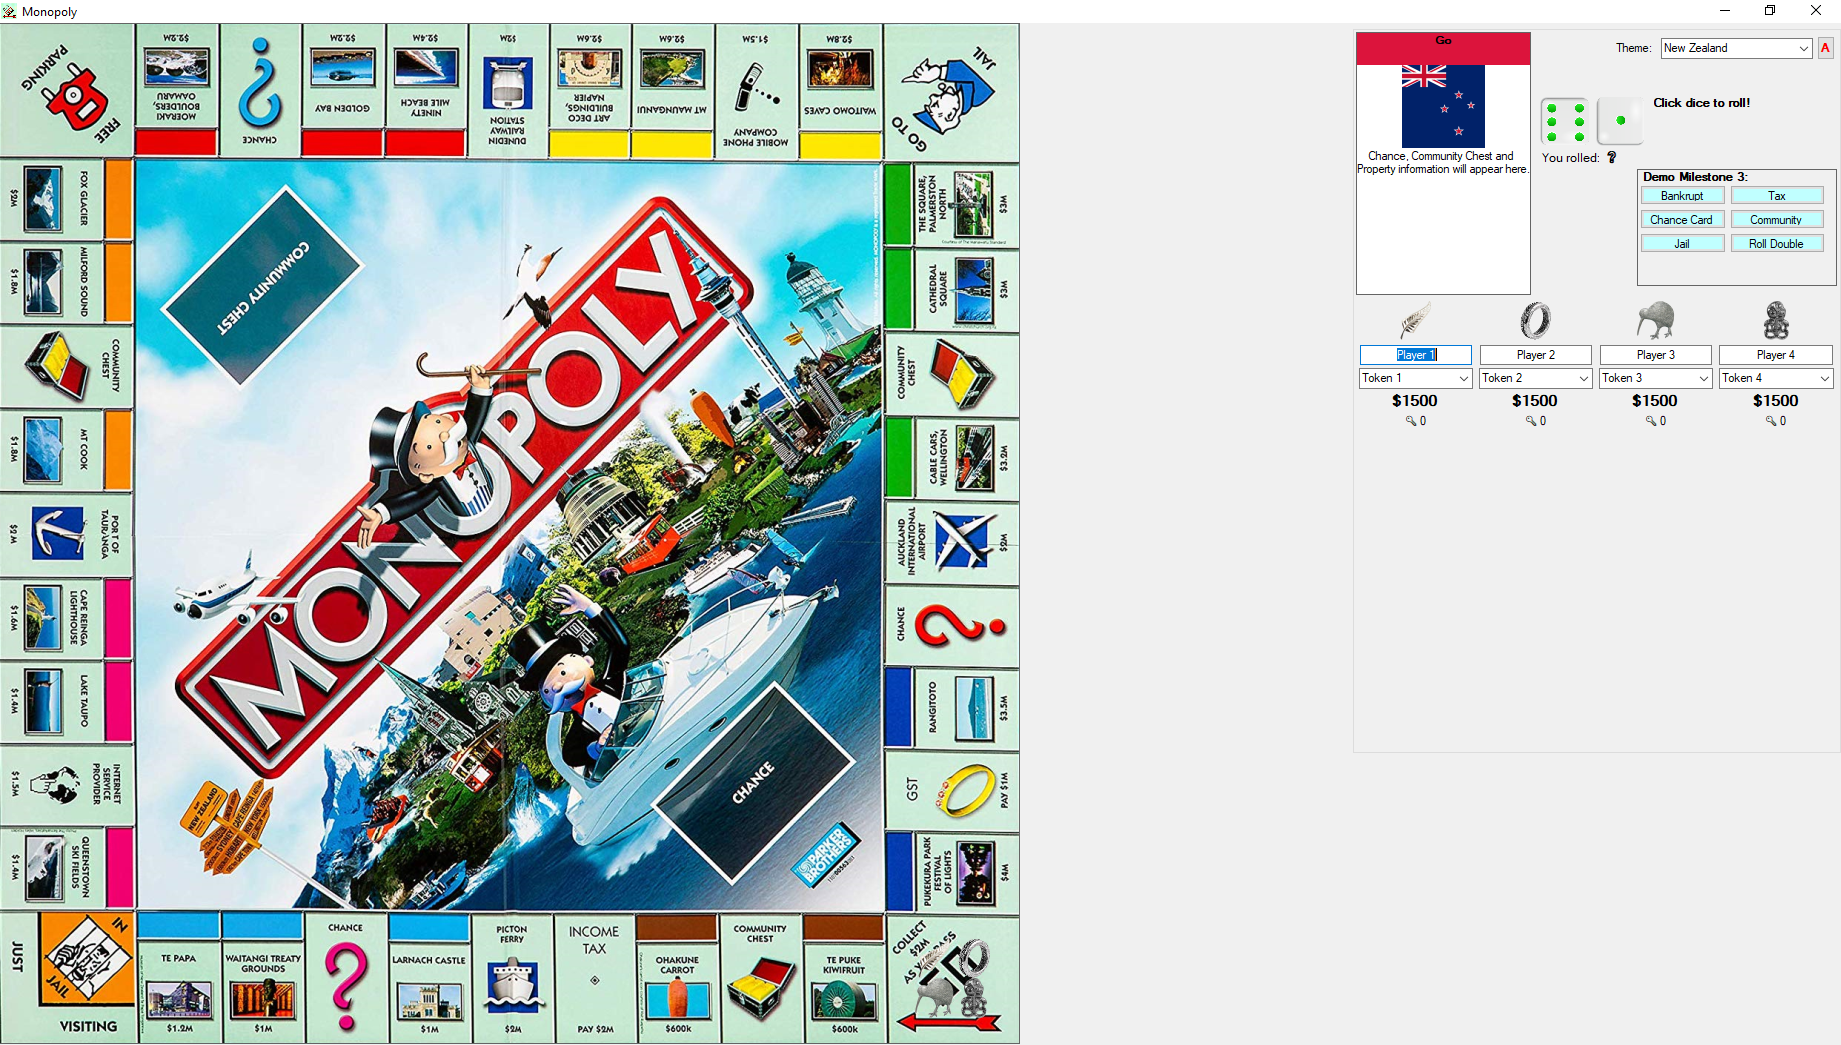 Monopoly
FREE
PARKING
MOERAKI
BOULDERS,
OAMARU
$2.2M
CHANCE
GOLDEN BAY
$2.2M
NINETY
MILE BEACH
$2.4M
DUNEDIN
RAILWAY
STATION
$2M
ART DECO
BUILDINGS,
NAPIER
$2.6M
MT MAUNGANUI
$2.6M
MOBILE PHONE
COMPANY
$1.5M
WAITOMO CAVES
$2.8M
GO TO
JAIL
FOX GLACIER
$2M
MILFORD SOUND
$1.8M
COMMUNITY
CHEST
MT COOK
$1.8M
PORT OF
TAURANGA
$2M
CAPE REINGA
LIGHTHOUSE
$1.6M
LAKE TAUPO
$1.4M
INTERNET
SERVICE
PROVIDER
$1.5M
QUEENSTOWN
SKI FIELDS
$1.4M
COMMUNITY CHEST
MONOPOLY
CHANCE
NEW ZEALAND
PARKER
BROTHERS
THE SQUARE,
PALMERSTON
NORTH
$3M
CATHEDRAL
SQUARE
$3M
COMMUNITY
CHEST
CABLE CARS,
WELLINGTON
$3.2M
AUCKLAND
INTERNATIONAL
AIRPORT
$2M
CHANCE
RANGITOTO
$3.5M
GST
PAY $1M
PUKEKURA PARK
FESTIVAL
OF LIGHTS
$4M
JUST
VISITING
IN
JAIL
TE PAPA
$1.2M
WAITANGI TREATY
GROUNDS
$1M
CHANCE
LARNACH CASTLE
$1M
PICTON
FERRY
$2M
INCOME
TAX
PAY $2M
OHAKUNE
CARROT
$600k
COMMUNITY
CHEST
TE PUKE
KIWIFRUIT
$600k
COLLECT
$2M
Go
Chance, Community Chest and
Property information will appear here.
Theme: New Zealand A
Click dice to roll!
You rolled: ?
Demo Milestone 3:
Bankrupt Tax
Chance Card Community
Jail Roll Double
Player 1 Player 2 Player 3 Player 4
Token 1 Token 2 Token 3 Token 4
$1500 $1500 $1500 $1500
0 0 0 0